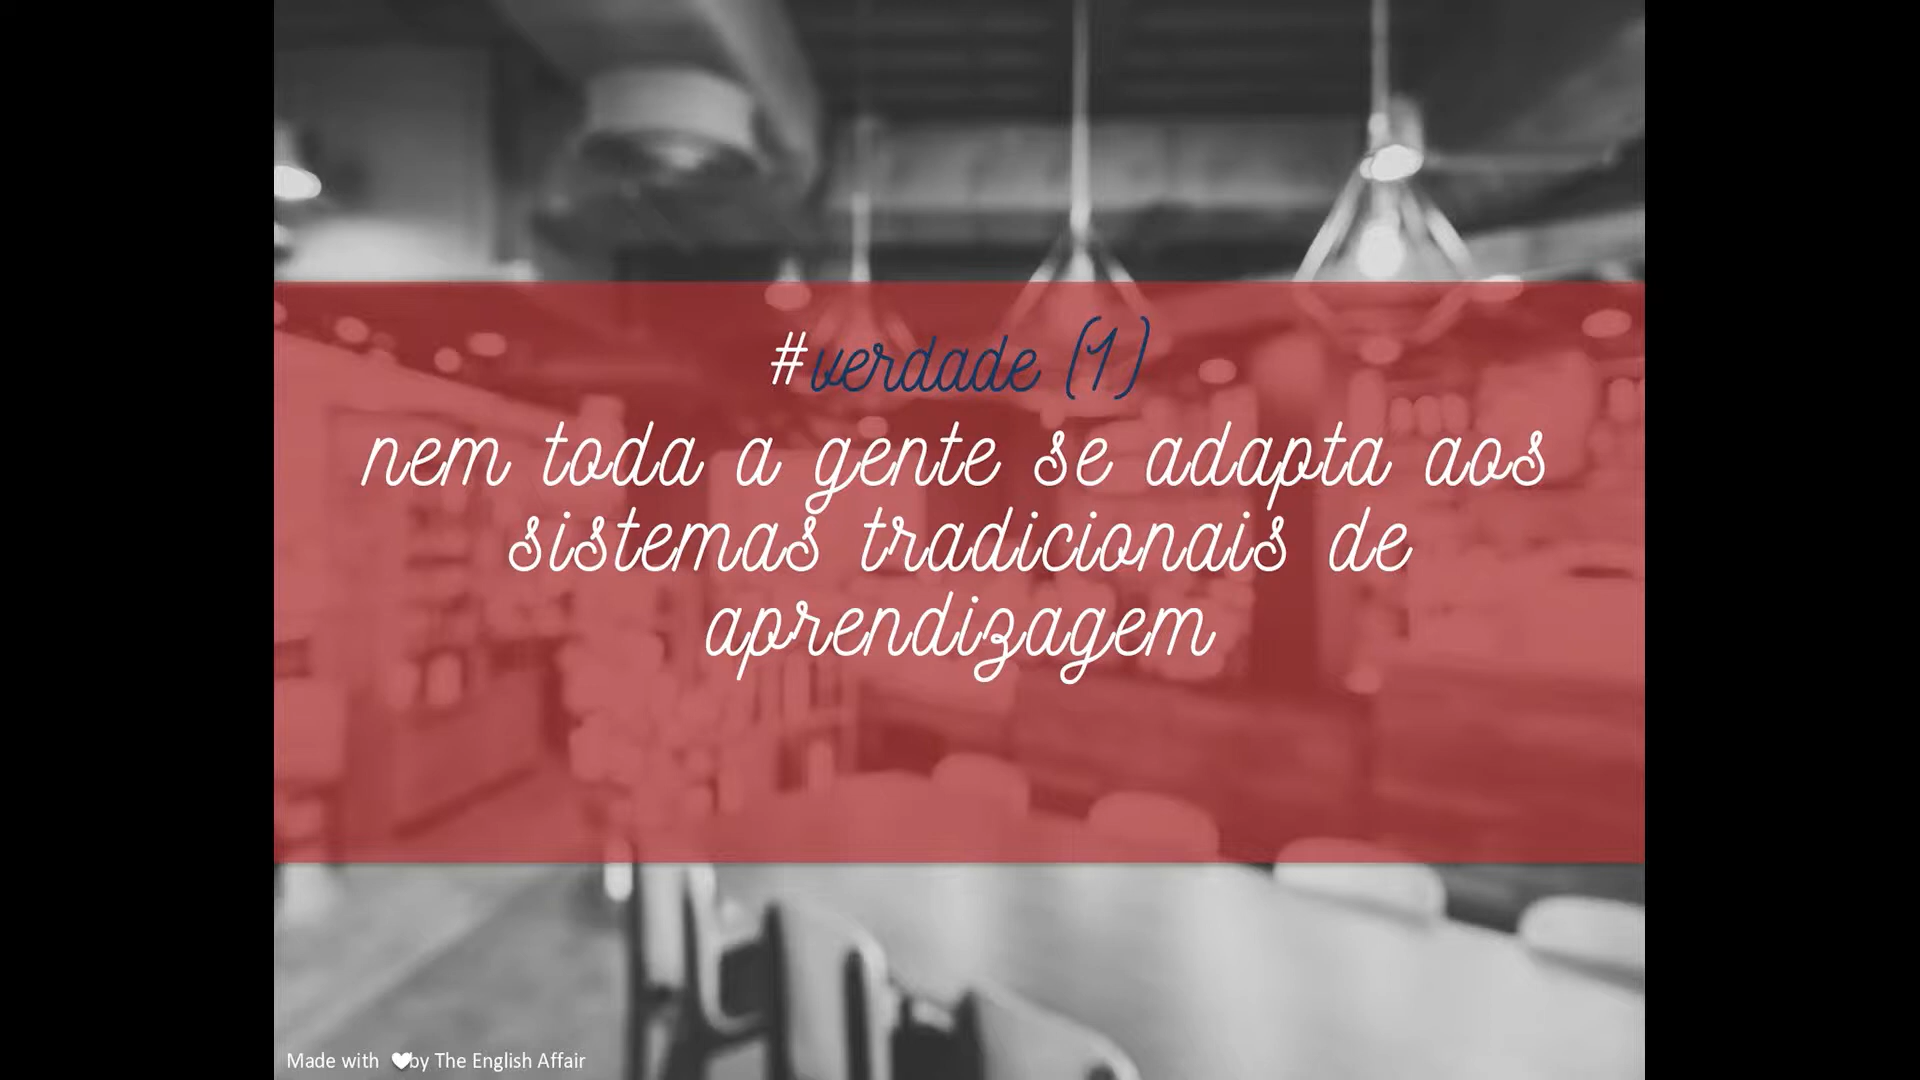 #verdade (1)
nem toda a gente se adapta aos
sistemas tradicionais de
aprendizagem
Made with ♥by The English Affair